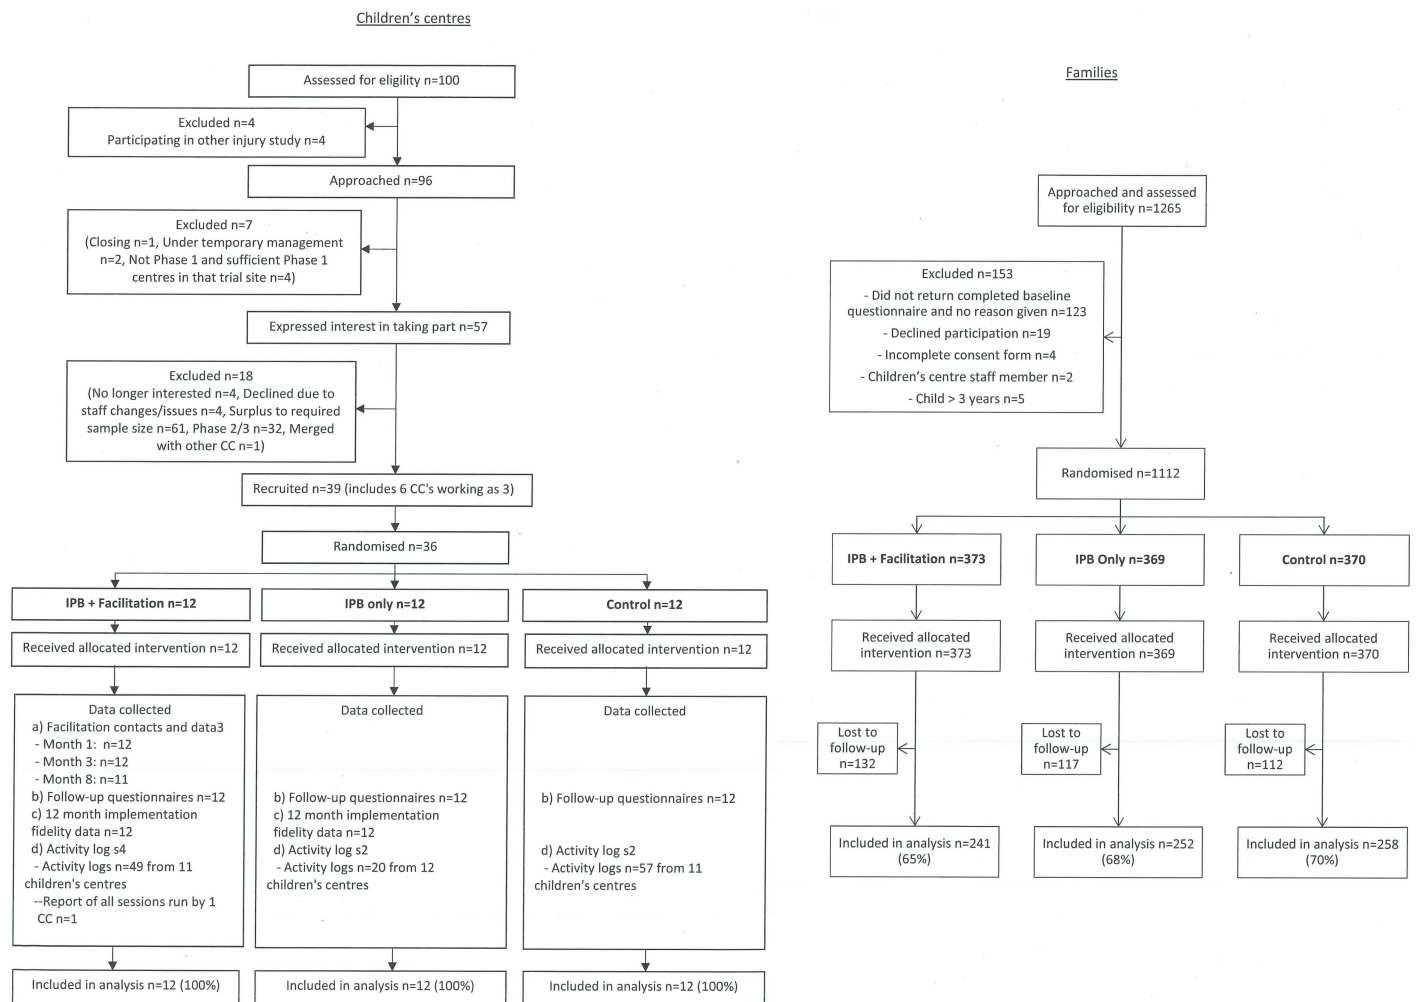 Children's centres
Assessed for eligility n=100
Excluded n=4
Participating in other injury study n=4
Approached n=96
Excluded n=7
(Closing n=1, Under temporary management
n=2, Not Phase 1 and sufficient Phase 1
centres in that trial site n=4)
Expressed interest in taking part n=57
Excluded n=18
(No longer interested n=4, Declined due to
staff changes/issues n=4, Surplus to required
sample size n=61, Phase 2/3 n=32, Merged
with other CC n=1)
Recruited n=39 (includes 6 CC's working as 3)
Randomised n=36
IPB + Facilitation n=12
IPB only n=12
Control n=12
Received allocated intervention n=12
Received allocated intervention n=12
Received allocated intervention n=12
Data collected
a) Facilitation contacts and data3
- Month 1: n=12
- Month 3: n=12
- Month 8: n=11
b) Follow-up questionnaires n=12
c) 12 month implementation
fidelity data n=12
d) Activity log s4
- Activity logs n=49 from 11
children's centres
--Report of all sessions run by 1
CC n=1
Data collected
b) Follow-up questionnaires n=12
c) 12 month implementation
fidelity data n=12
d) Activity log s2
- Activity logs n=20 from 12
children's centres
Data collected
b) Follow-up questionnaires n=12
d) Activity log s2
- Activity logs n=57 from 11
children's centres
Included in analysis n=12 (100%)
Included in analysis n=12 (100%)
Included in analysis n=12 (100%)
Families
Approached and assessed
for eligibility n=1265
Excluded n=153
- Did not return completed baseline
questionnaire and no reason given n=123
- Declined participation n=19
- Incomplete consent form n=4
- Children's centre staff member n=2
- Child > 3 years n=5
Randomised n=1112
IPB + Facilitation n=373
IPB Only n=369
Control n=370
Received allocated
intervention n=373
Received allocated
intervention n=369
Received allocated
intervention n=370
Lost to
follow-up
n=132
Lost to
follow-up
n=117
Lost to
follow-up
n=112
Included in analysis n=241
(65%)
Included in analysis n=252
(68%)
Included in analysis n=258
(70%)